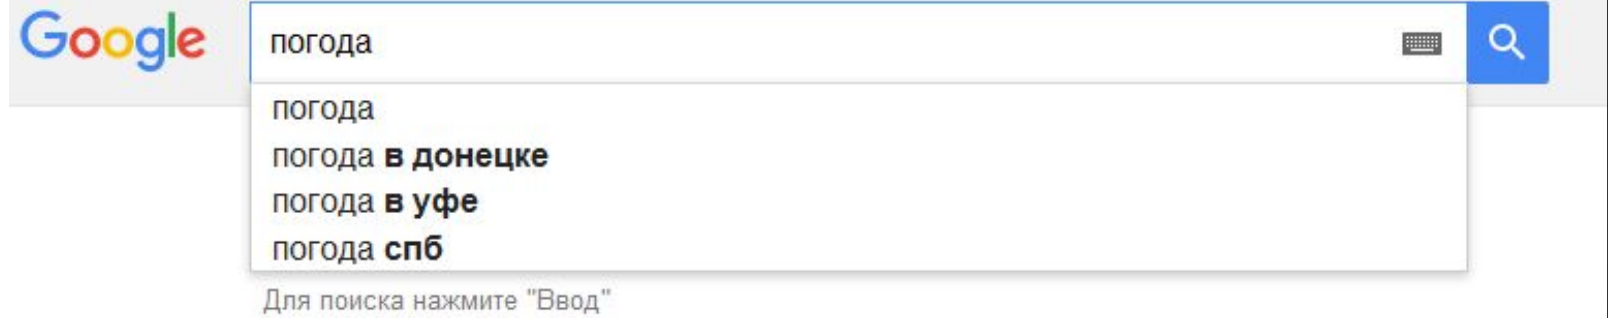 Google
погода
погода
погода в донецке
погода в уфе
погода спб
Для поиска нажмите "Ввод"